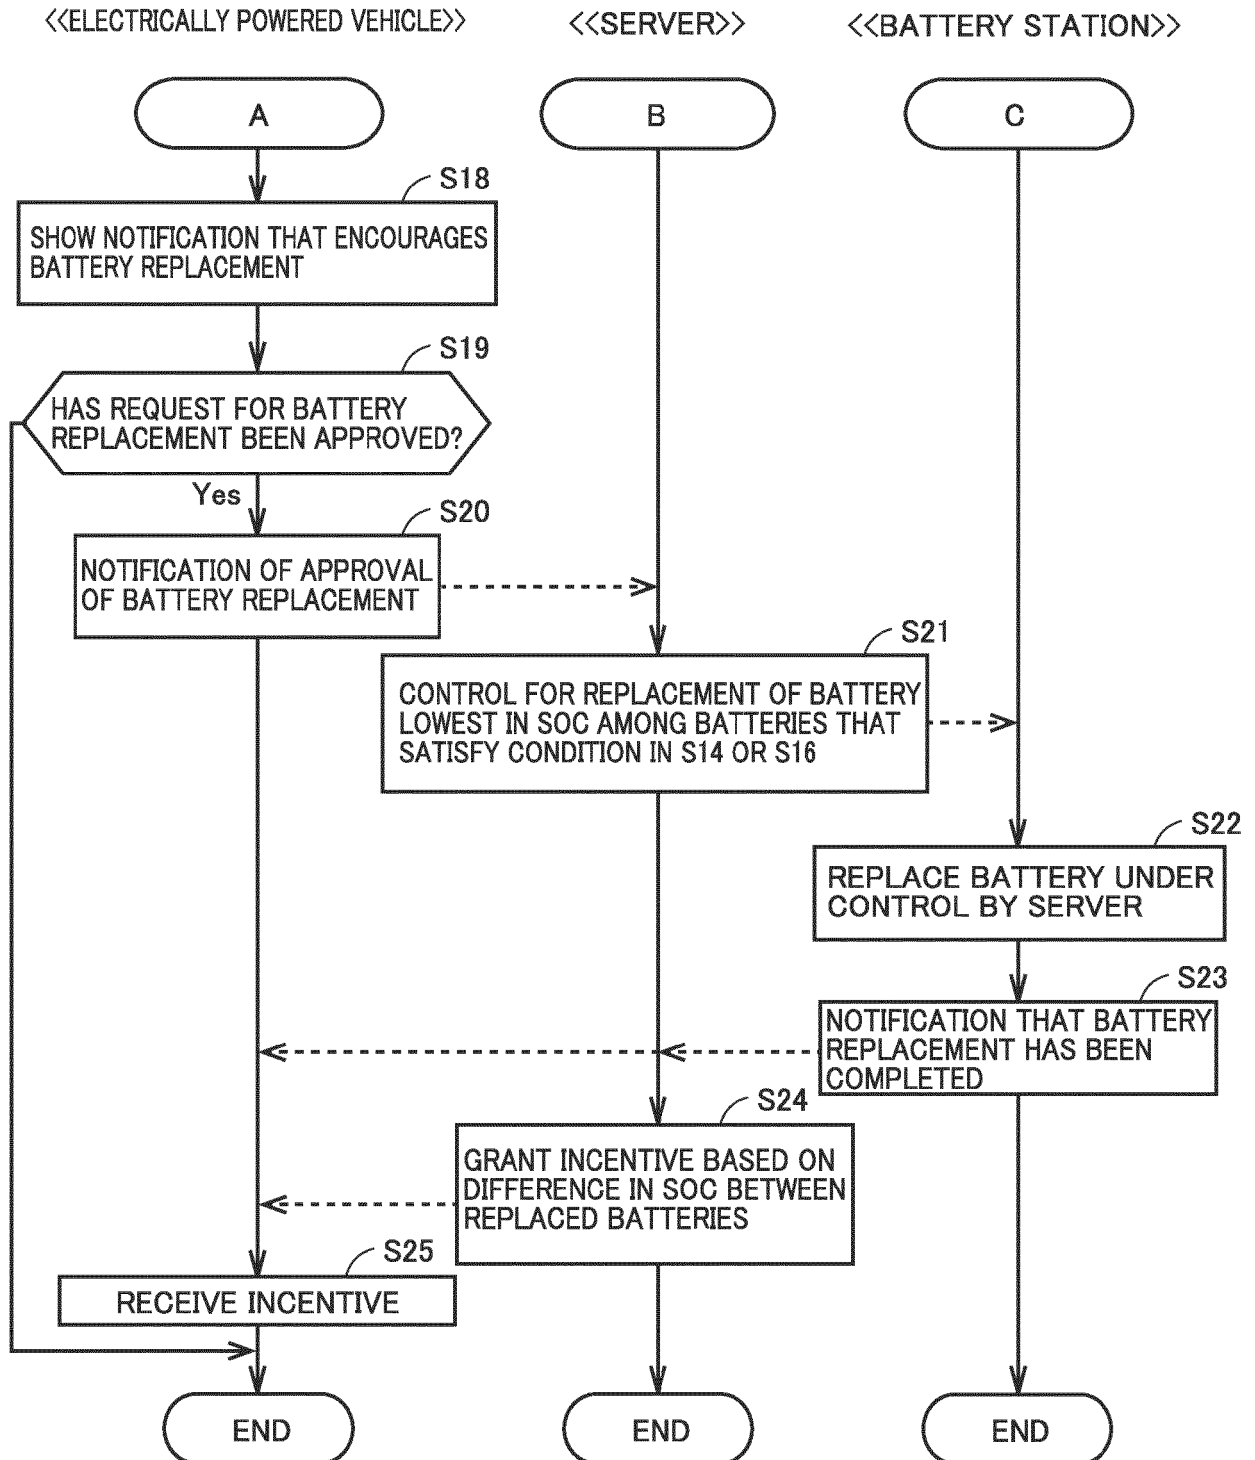 <<ELECTRICALLY POWERED VEHICLE>>
<<SERVER>>
<<BATTERY STATION>>
A
B
C
S18
SHOW NOTIFICATION THAT ENCOURAGES
BATTERY REPLACEMENT
S19
HAS REQUEST FOR BATTERY
REPLACEMENT BEEN APPROVED?
Yes
S20
NOTIFICATION OF APPROVAL
OF BATTERY REPLACEMENT
S21
CONTROL FOR REPLACEMENT OF BATTERY
LOWEST IN SOC AMONG BATTERIES THAT
SATISFY CONDITION IN S14 OR S16
S22
REPLACE BATTERY UNDER
CONTROL BY SERVER
S23
NOTIFICATION THAT BATTERY
REPLACEMENT HAS BEEN
COMPLETED
S24
GRANT INCENTIVE BASED ON
DIFFERENCE IN SOC BETWEEN
REPLACED BATTERIES
S25
RECEIVE INCENTIVE
END
END
END